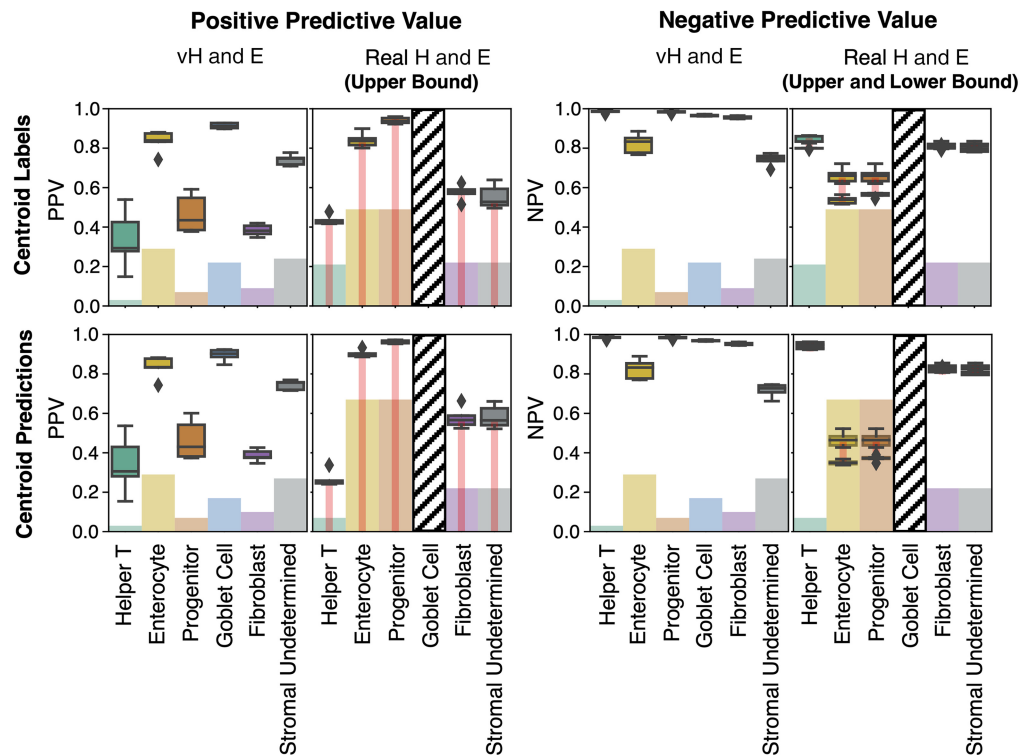 Positive Predictive Value
Negative Predictive Value
vH and E
Real H and E
(Upper Bound)
vH and E
Real H and E
(Upper and Lower Bound)
Centroid Labels
PPV
1.0
0.8
0.6
0.4
0.2
0.0
NPV
1.0
0.8
0.6
0.4
0.2
0.0
Centroid Predictions
PPV
1.0
0.8
0.6
0.4
0.2
0.0
NPV
1.0
0.8
0.6
0.4
0.2
0.0
Helper T
Enterocyte
Progenitor
Goblet Cell
Fibroblast
Stromal Undetermined
Helper T
Enterocyte
Progenitor
Goblet Cell
Fibroblast
Stromal Undetermined
Helper T
Enterocyte
Progenitor
Goblet Cell
Fibroblast
Stromal Undetermined
Helper T
Enterocyte
Progenitor
Goblet Cell
Fibroblast
Stromal Undetermined